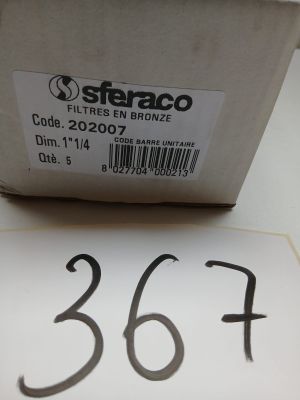 sferaco
FILTRES EN BRONZE
Code. 202007
Dim. 1"1/4
CODE BARRE UNITAIRE
Qtè. 5
8 027704 000213
367